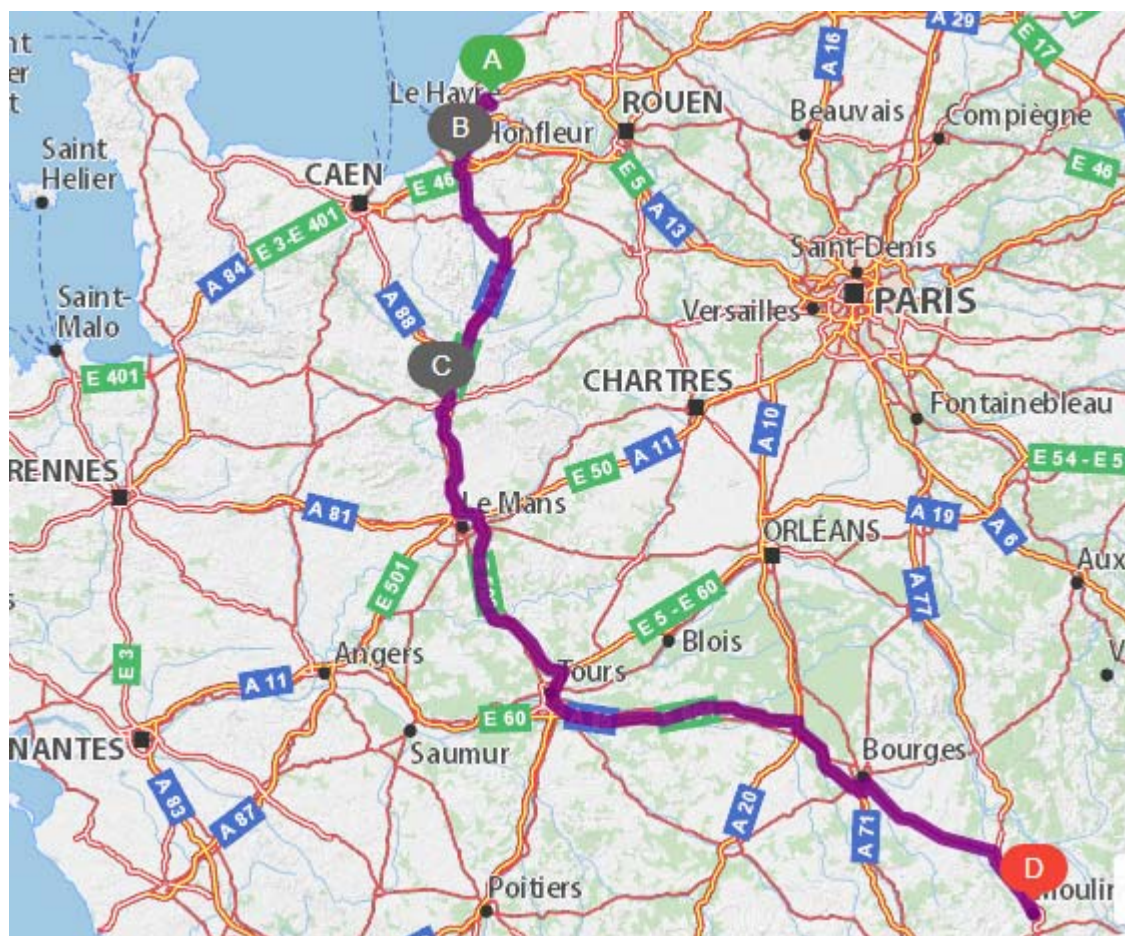 nt
er
t
A 29
E 17
A 16
A
Le Havre
ROUEN
Beauvais
Compiègne
B
Honfleur
Saint
Helier
CAEN
E 46
E 5
E 46
A 13
E 3-E 401
Saint-Denis
A 84
Saint-
Malo
A 88
Versailles
PARIS
E 401
C
CHARTRES
Fontainebleau
A 10
RENNES
E 50
A 11
E 54 - E 5
Le Mans
A 81
A 19
A 6
ORLÉANS
E 501
Aux
A 77
E 5 - E 60
Blois
E 3
Angers
Tours
V
A 11
E 60
NANTES
Saumur
Bourges
A 83
A 87
A 20
A 71
D
Poitiers
Moulin